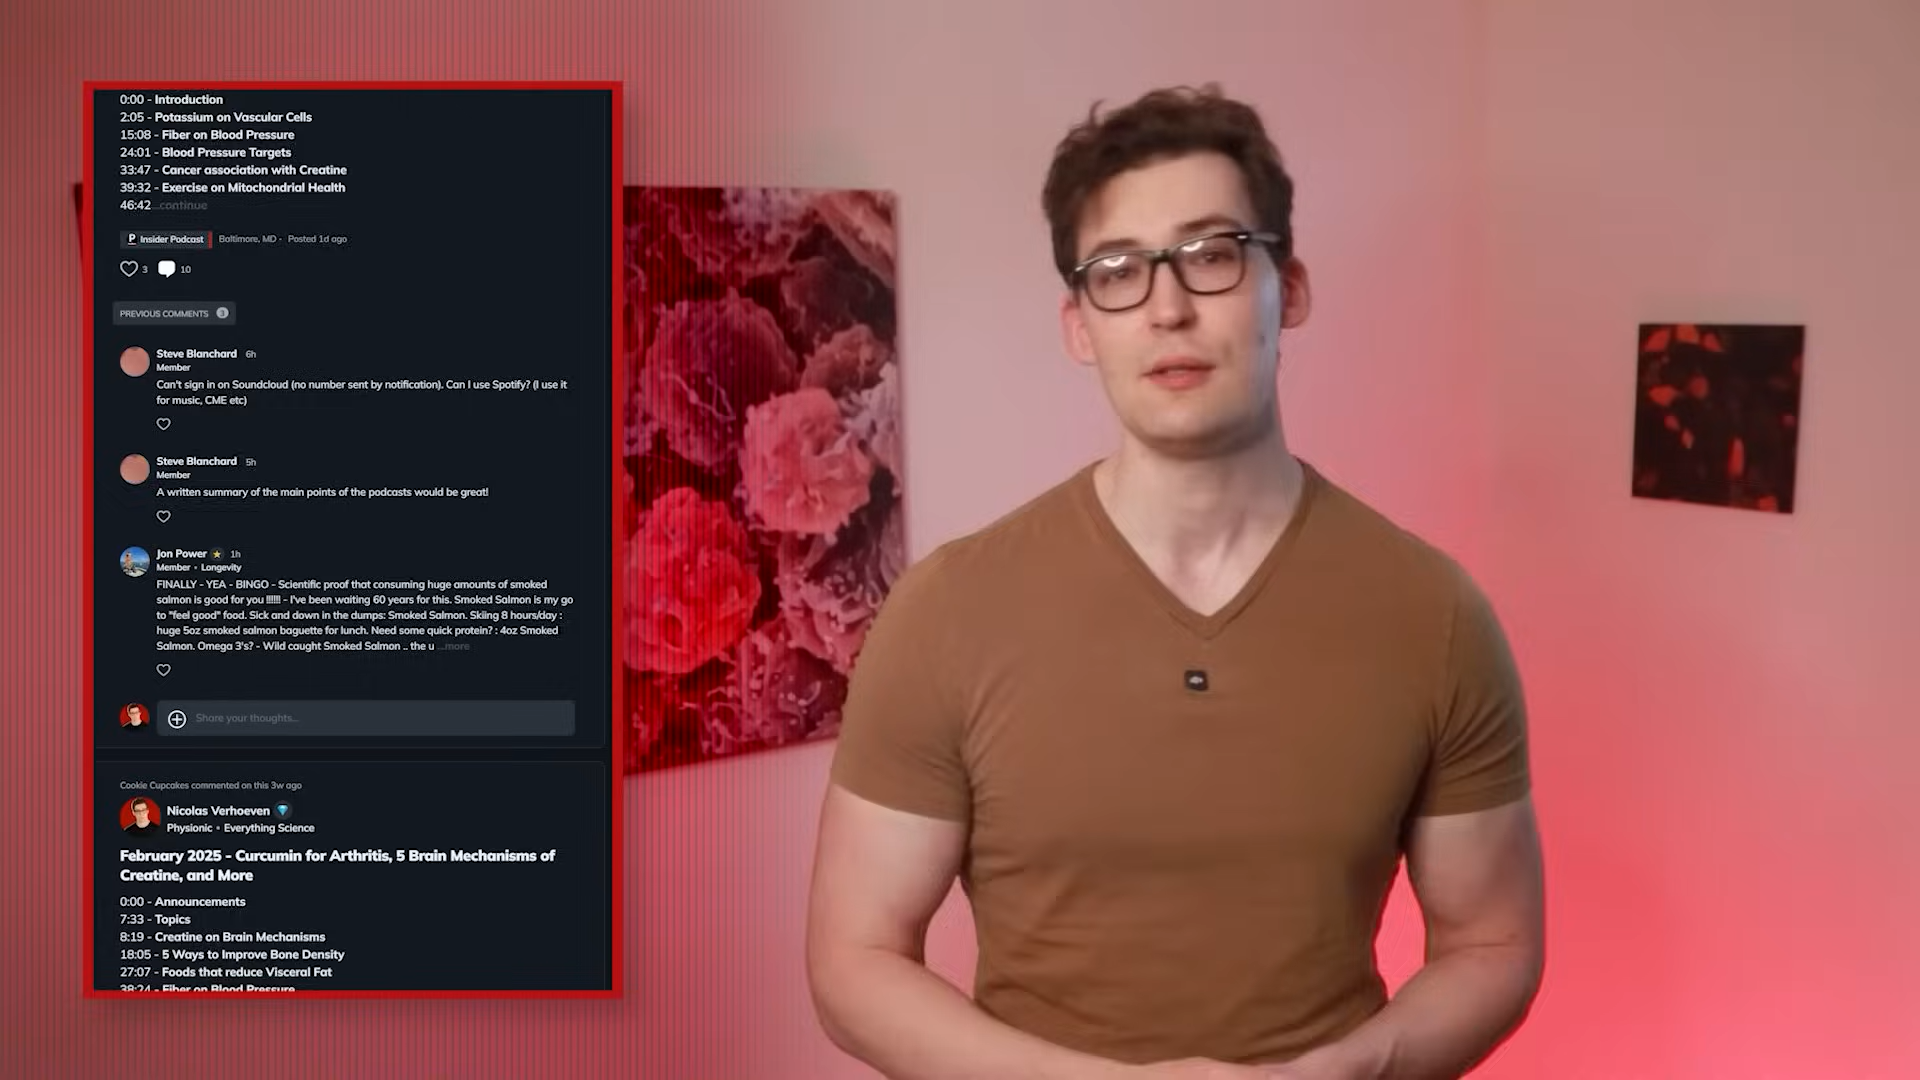 0:00 - Introduction
2:05 - Potassium on Vascular Cells
15:08 - Fiber on Blood Pressure
24:01 - Blood Pressure Targets
33:47 - Cancer association with Creatine
39:32 - Exercise on Mitochondrial Health
46:42 ...continue
P Insider Podcast Baltimore, MD · Posted 1d ago
3 10
PREVIOUS COMMENTS 3
Steve Blanchard 6h
Member
Can't sign in on Soundcloud (no number sent by notification). Can I use Spotify? (I use it
for music, CME etc)
Steve Blanchard 5h
Member
A written summary of the main points of the podcasts would be great!
Jon Power 1h
Member • Longevity
FINALLY - YEA - BINGO - Scientific proof that consuming huge amounts of smoked
salmon is good for you !!!!!! - I've been waiting 60 years for this. Smoked Salmon is my go
to "feel good" food. Sick and down in the dumps: Smoked Salmon. Skiing 8 hours/day :
huge 5oz smoked salmon baguette for lunch. Need some quick protein? : 4oz Smoked
Salmon. Omega 3's? - Wild caught Smoked Salmon .. the u ...more
Share your thoughts...
Cookie Cupcakes commented on this 3w ago
Nicolas Verhoeven
Physionic • Everything Science
February 2025 - Curcumin for Arthritis, 5 Brain Mechanisms of
Creatine, and More
0:00 - Announcements
7:33 - Topics
8:19 - Creatine on Brain Mechanisms
18:05 - 5 Ways to Improve Bone Density
27:07 - Foods that reduce Visceral Fat
38:24 - Fiber on Blood Pressure